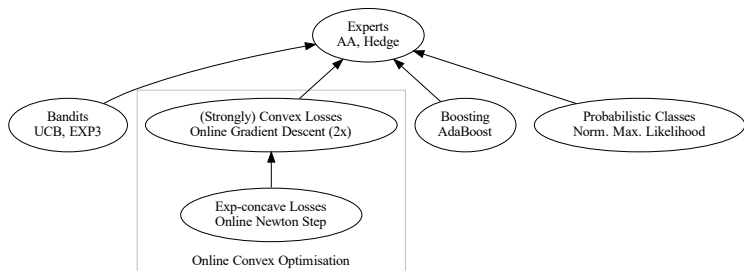 Experts
AA, Hedge
Bandits
UCB, EXP3
(Strongly) Convex Losses
Online Gradient Descent (2x)
Boosting
AdaBoost
Probabilistic Classes
Norm. Max. Likelihood
Exp-concave Losses
Online Newton Step
Online Convex Optimisation